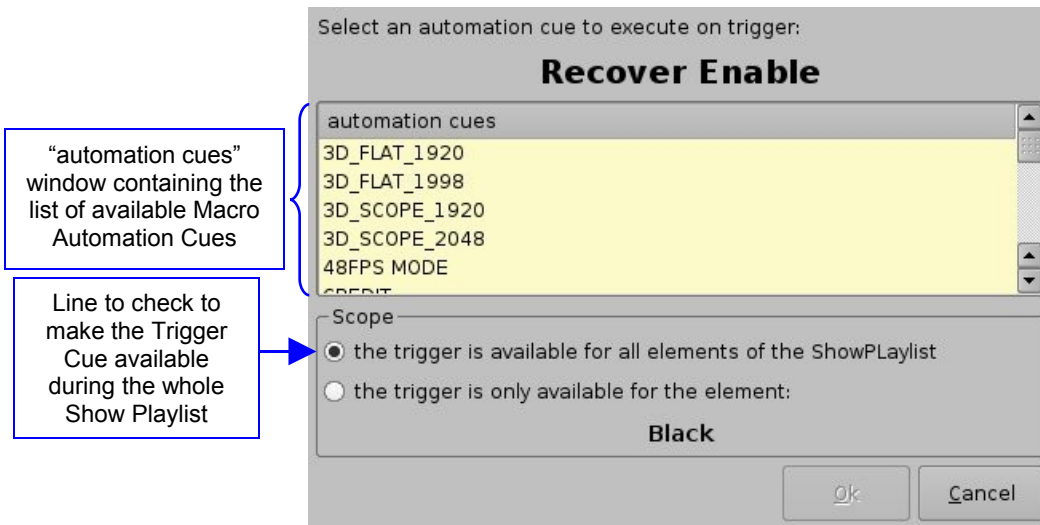 Select an automation cue to execute on trigger:
Recover Enable
automation cues
3D_FLAT_1920
3D_FLAT_1998
3D_SCOPE_1920
3D_SCOPE_2048
48FPS MODE
CREDIT
“automation cues”
window containing the
list of available Macro
Automation Cues
Line to check to
make the Trigger
Cue available
during the whole
Show Playlist
Scope
the trigger is available for all elements of the ShowPLaylist
the trigger is only available for the element:
Black
Ok
Cancel